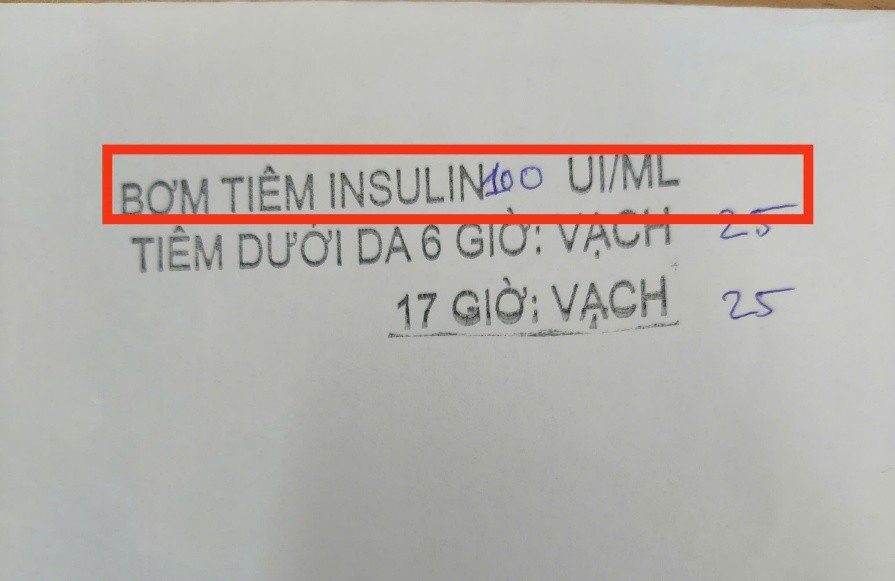 BƠM TIÊM INSULIN 100 UI/ML
TIÊM DƯỚI DA 6 GIỜ: VẠCH 25
17 GIỜ: VẠCH 25